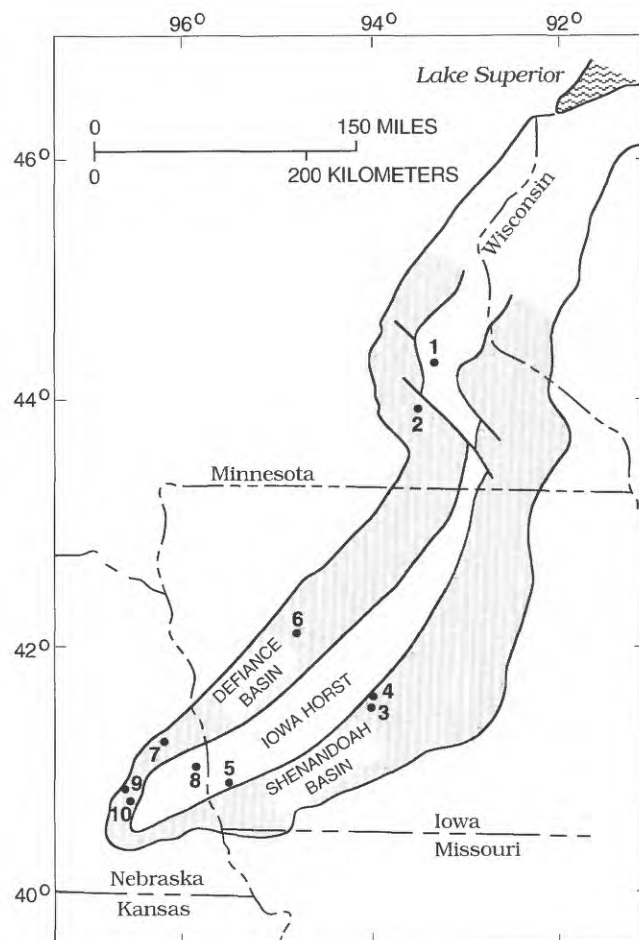 96° 94° 92°
Lake Superior
0 150 MILES
0 200 KILOMETERS
46°
Wisconsin
1
44°
2
Minnesota
6
42°
DEFIANCE
BASIN
IOWA HORST
4
3
7
8
5
SHENANDOAH
BASIN
9
10
Iowa
Missouri
40°
Nebraska
Kansas